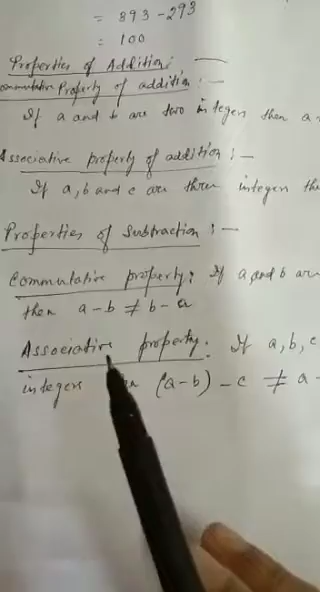 = 893 - 293
= 100
Properties of Addition: -
Commutative Property of addition : -
If a and b are two integers then a
Associative property of addition : -
If a, b and c are three integers the
Properties of Subtraction : -
Commutative property: If a and b are
then a - b ≠ b - a
Associative property. If a, b, c
integers (a-b) - c ≠ a -